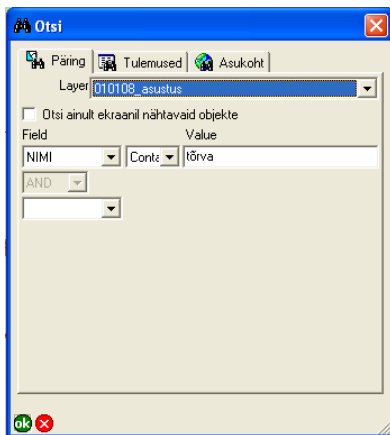 Otsi
Päring Tulemused Asukoht
Layer 010108_asustus
Otsi ainult ekraanil nähtavaid objekte
Field Value
NIMI Conta tõrva
AND
ok